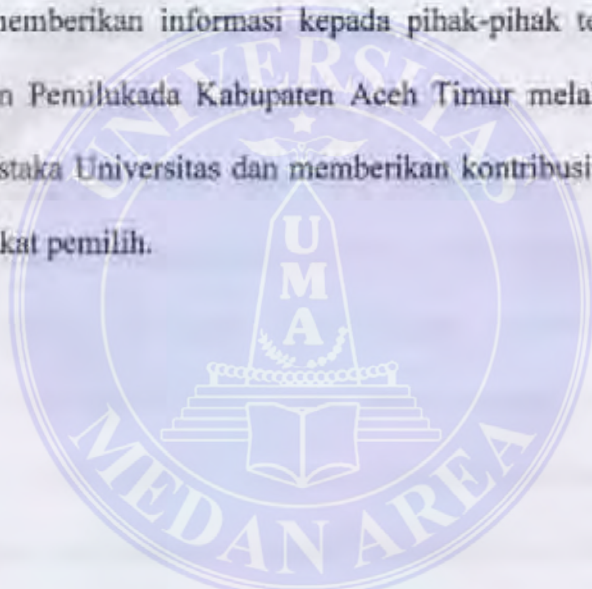 memberikan informasi kepada pihak-pihak te
n Pemilukada Kabupaten Aceh Timur mela
staka Universitas dan memberikan kontribusi
kat pemilih.
UNIVERSITAS
UMA
MEDAN AREA